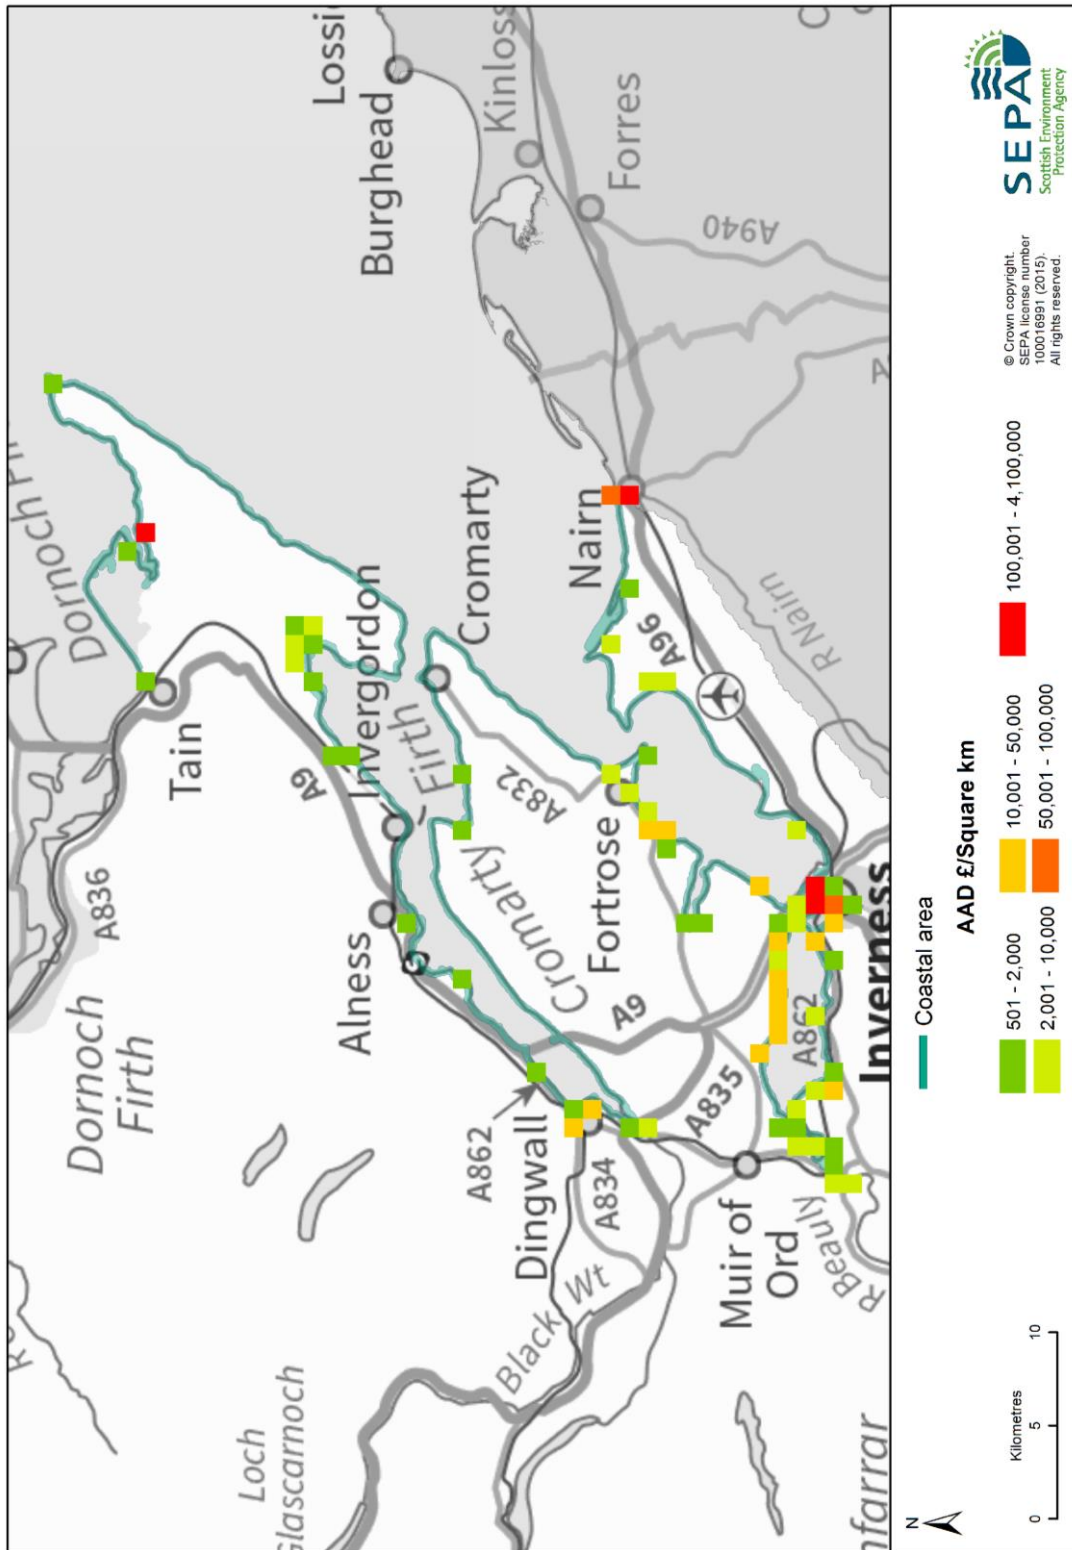 Dornoch Fi
Lossi
Burghead
Kinloss
Forres
A940
A
C
Tain
A836
Dornoch
Firth
A9
Invergordon
Firth
Cromarty
Cromarty
Nairn
A96
R Nairn
A832
Fortrose
Alness
A9
A862
Inverness
A862
Dingwall
A834
A835
Muir of
Ord
R Beauly
Black Wt
Loch
Glascarnoch
nfarrar
N
Kilometres
0 5 10
Coastal area
AAD £/Square km
501 - 2,000
2,001 - 10,000
10,001 - 50,000
50,001 - 100,000
100,001 - 4,100,000
© Crown copyright.
SEPA license number
100016991 (2015).
All rights reserved.
SEPA
Scottish Environment
Protection Agency